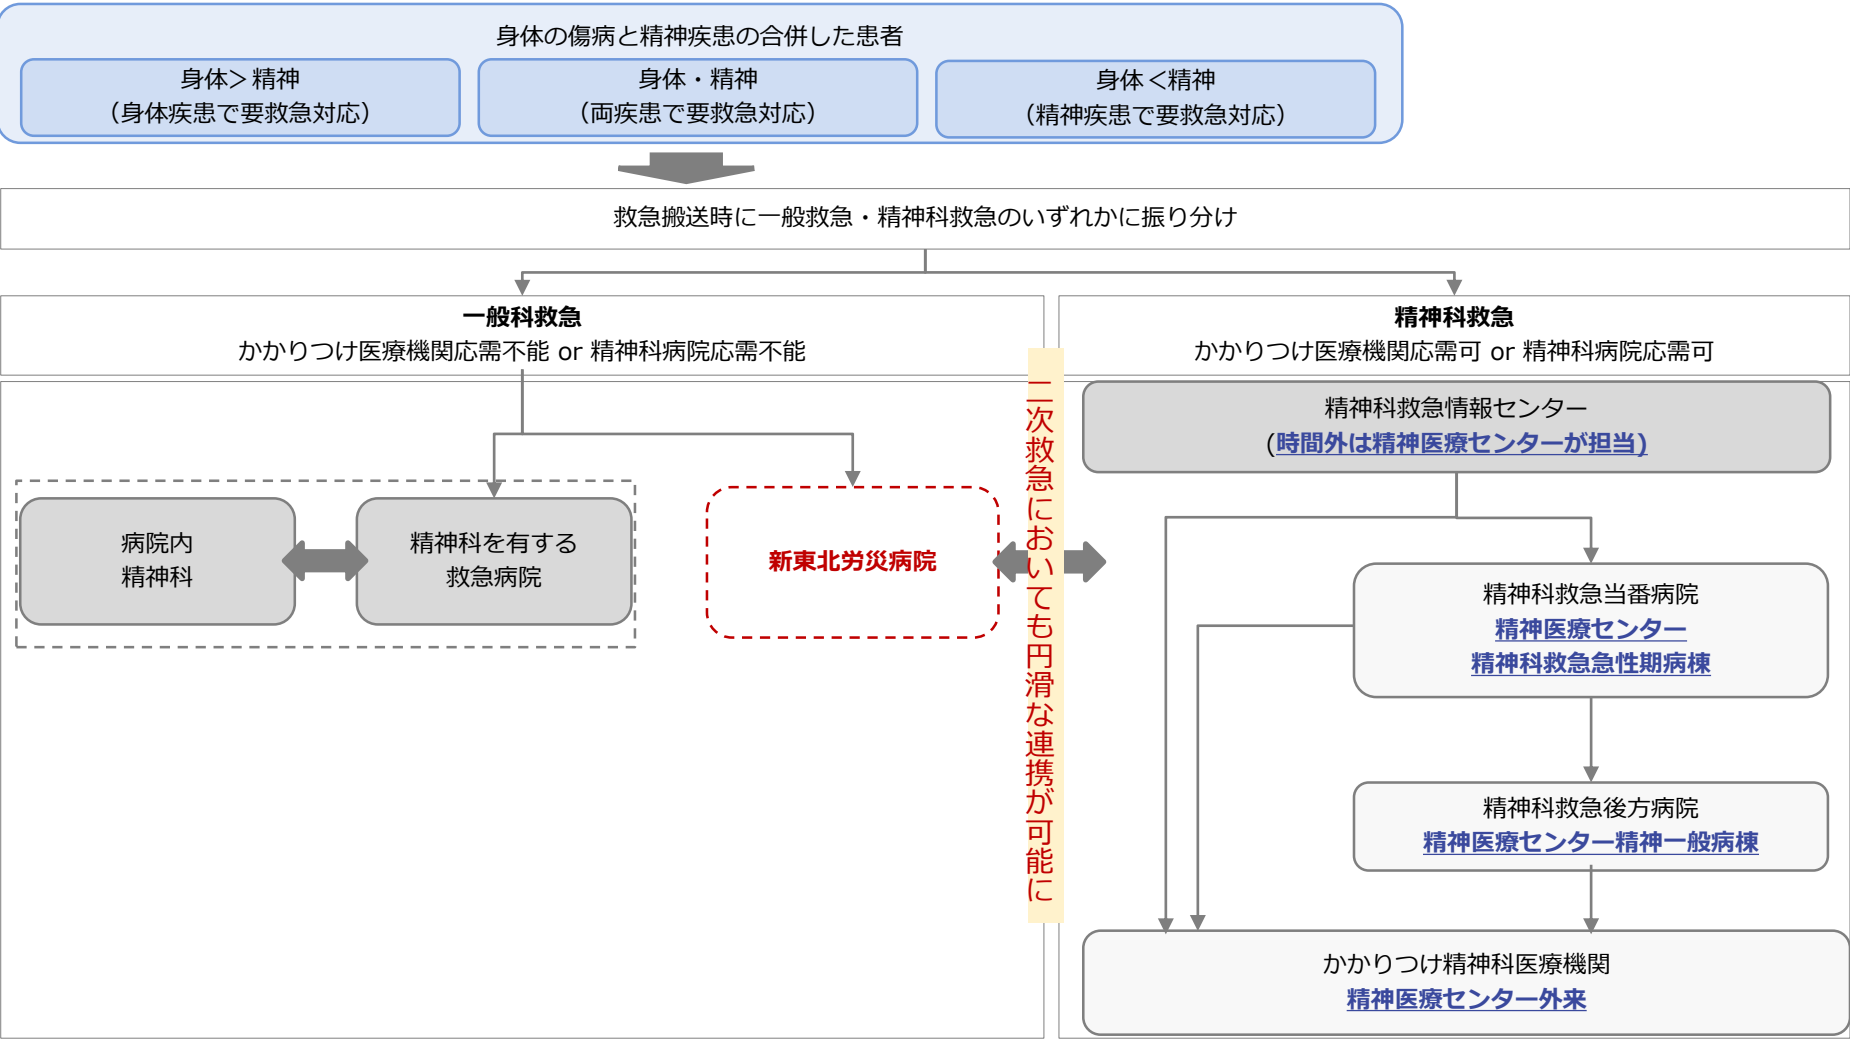 身体の傷病と精神疾患の合併した患者
身体＞精神
（身体疾患で要救急対応）
身体・精神
（両疾患で要救急対応）
身体＜精神
（精神疾患で要救急対応）
救急搬送時に一般救急・精神科救急のいずれかに振り分け
一般科救急
かかりつけ医療機関応需不能 or 精神科病院応需不能
精神科救急
かかりつけ医療機関応需可 or 精神科病院応需可
病院内
精神科
精神科を有する
救急病院
新東北労災病院
二次救急においても円滑な連携が可能に
精神科救急情報センター
(時間外は精神医療センターが担当)
精神科救急当番病院
精神医療センター
精神科救急急性期病棟
精神科救急後方病院
精神医療センター精神一般病棟
かかりつけ精神科医療機関
精神医療センター外来